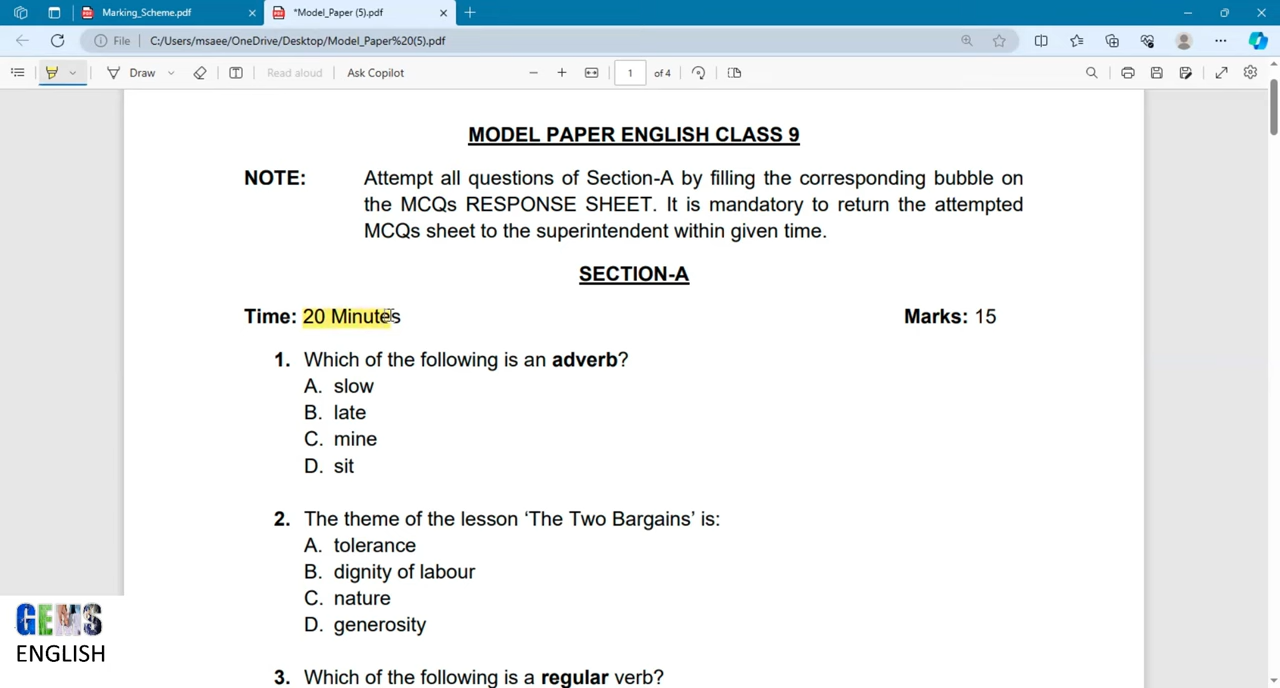 Marking_Scheme.pdf
*Model_Paper (5).pdf
File
C:/Users/msaee/OneDrive/Desktop/Model_Paper%20(5).pdf
Draw
Read aloud
Ask Copilot
1
of 4
MODEL PAPER ENGLISH CLASS 9
NOTE: Attempt all questions of Section-A by filling the corresponding bubble on
the MCQs RESPONSE SHEET. It is mandatory to return the attempted
MCQs sheet to the superintendent within given time.
SECTION-A
Time: 20 Minutes Marks: 15
1. Which of the following is an adverb?
A. slow
B. late
C. mine
D. sit
2. The theme of the lesson ‘The Two Bargains’ is:
A. tolerance
B. dignity of labour
C. nature
D. generosity
3. Which of the following is a regular verb?
GEMS
ENGLISH